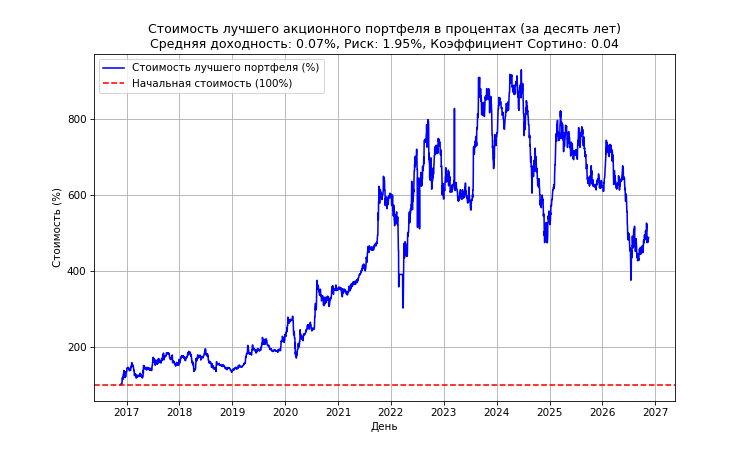 Стоимость лучшего акционного портфеля в процентах (за десять лет)
Средняя доходность: 0.07%, Риск: 1.95%, Коэффициент Сортино: 0.04
Стоимость лучшего портфеля (%)
Начальная стоимость (100%)
Стоимость (%)
800
600
400
200
2017 2018 2019 2020 2021 2022 2023 2024 2025 2026 2027
День